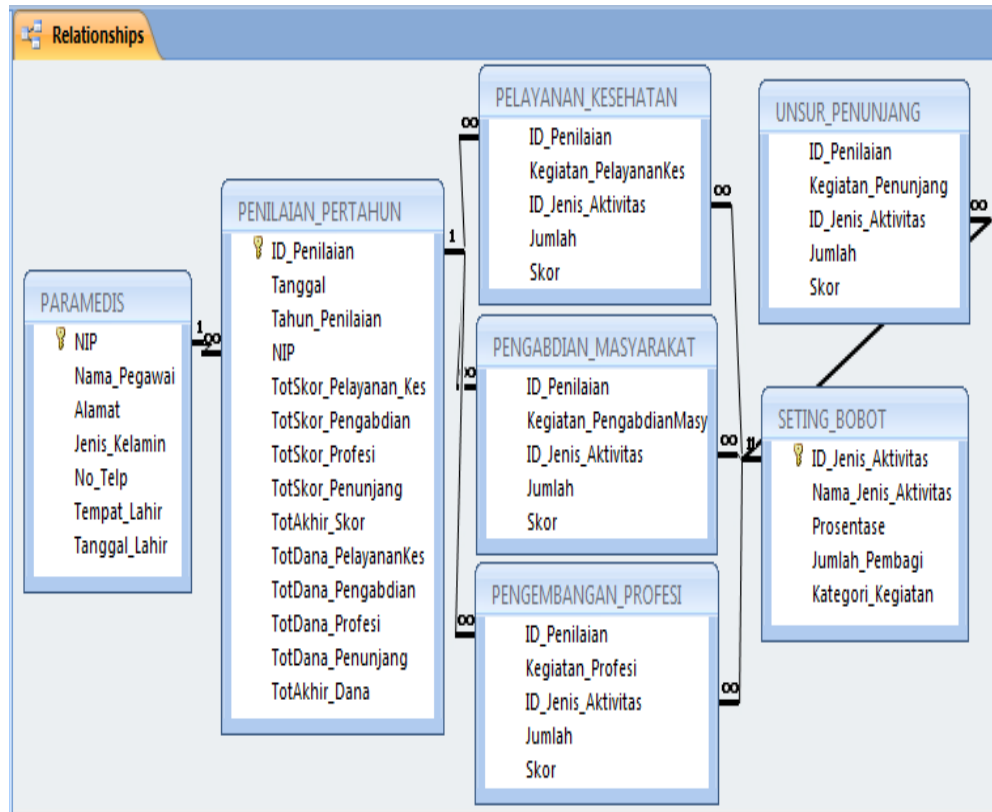 Relationships
PARAMEDIS
NIP
Nama_Pegawai
Alamat
Jenis_Kelamin
No_Telp
Tempat_Lahir
Tanggal_Lahir
1
∞
PENILAIAN_PERTAHUN
ID_Penilaian
Tanggal
Tahun_Penilaian
NIP
TotSkor_Pelayanan_Kes
TotSkor_Pengabdian
TotSkor_Profesi
TotSkor_Penunjang
TotAkhir_Skor
TotDana_PelayananKes
TotDana_Pengabdian
TotDana_Profesi
TotDana_Penunjang
TotAkhir_Dana
1
∞
∞
∞
PELAYANAN_KESEHATAN
ID_Penilaian
Kegiatan_PelayananKes
ID_Jenis_Aktivitas
Jumlah
Skor
∞
PENGABDIAN_MASYARAKAT
ID_Penilaian
Kegiatan_PengabdianMasy
ID_Jenis_Aktivitas
Jumlah
Skor
∞
PENGEMBANGAN_PROFESI
ID_Penilaian
Kegiatan_Profesi
ID_Jenis_Aktivitas
Jumlah
Skor
∞
UNSUR_PENUNJANG
ID_Penilaian
Kegiatan_Penunjang
ID_Jenis_Aktivitas
Jumlah
Skor
∞
SETING_BOBOT
ID_Jenis_Aktivitas
Nama_Jenis_Aktivitas
Prosentase
Jumlah_Pembagi
Kategori_Kegiatan